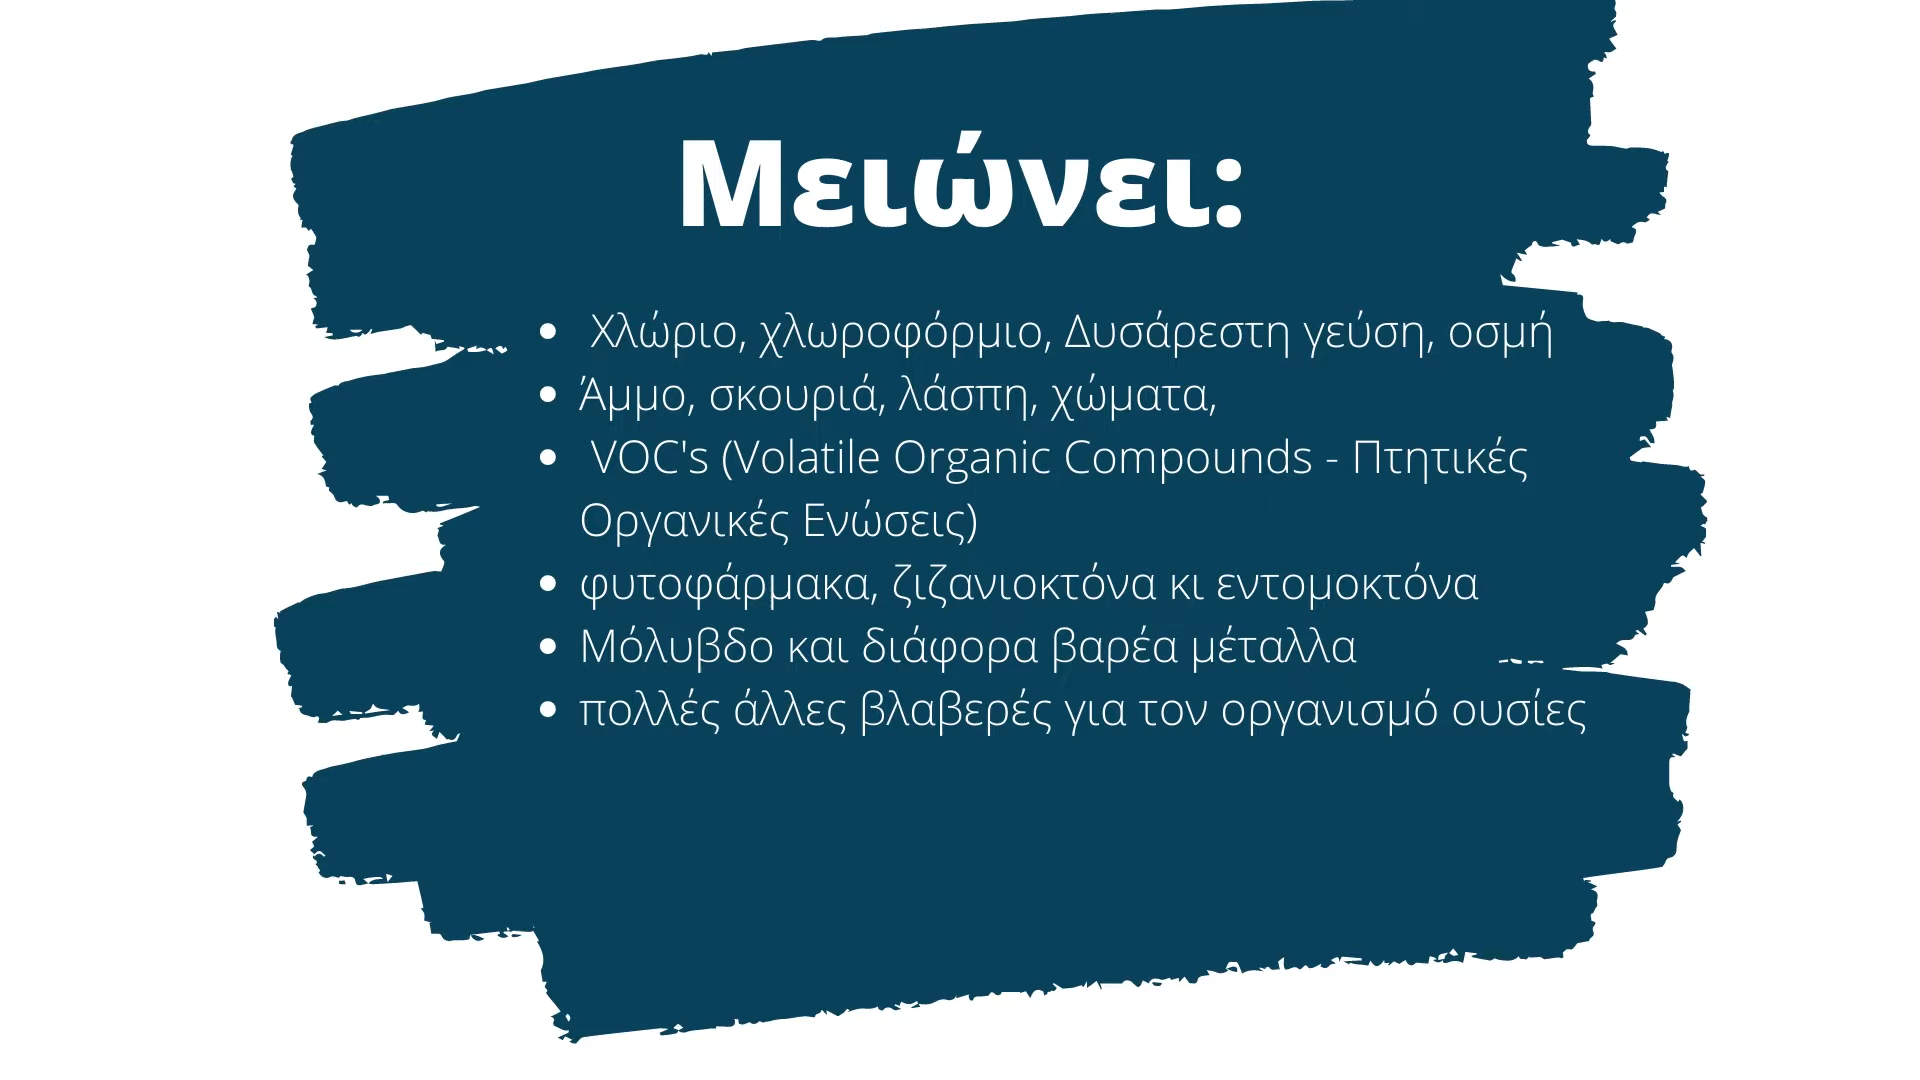 Μειώνει:
• Χλώριο, χλωροφόρμιο, Δυσάρεστη γεύση, οσμή
• Άμμο, σκουριά, λάσπη, χώματα,
• VOC's (Volatile Organic Compounds - Πτητικές
Οργανικές Ενώσεις)
• φυτοφάρμακα, ζιζανιοκτόνα κι εντομοκτόνα
• Μόλυβδο και διάφορα βαρέα μέταλλα
• πολλές άλλες βλαβερές για τον οργανισμό ουσίες